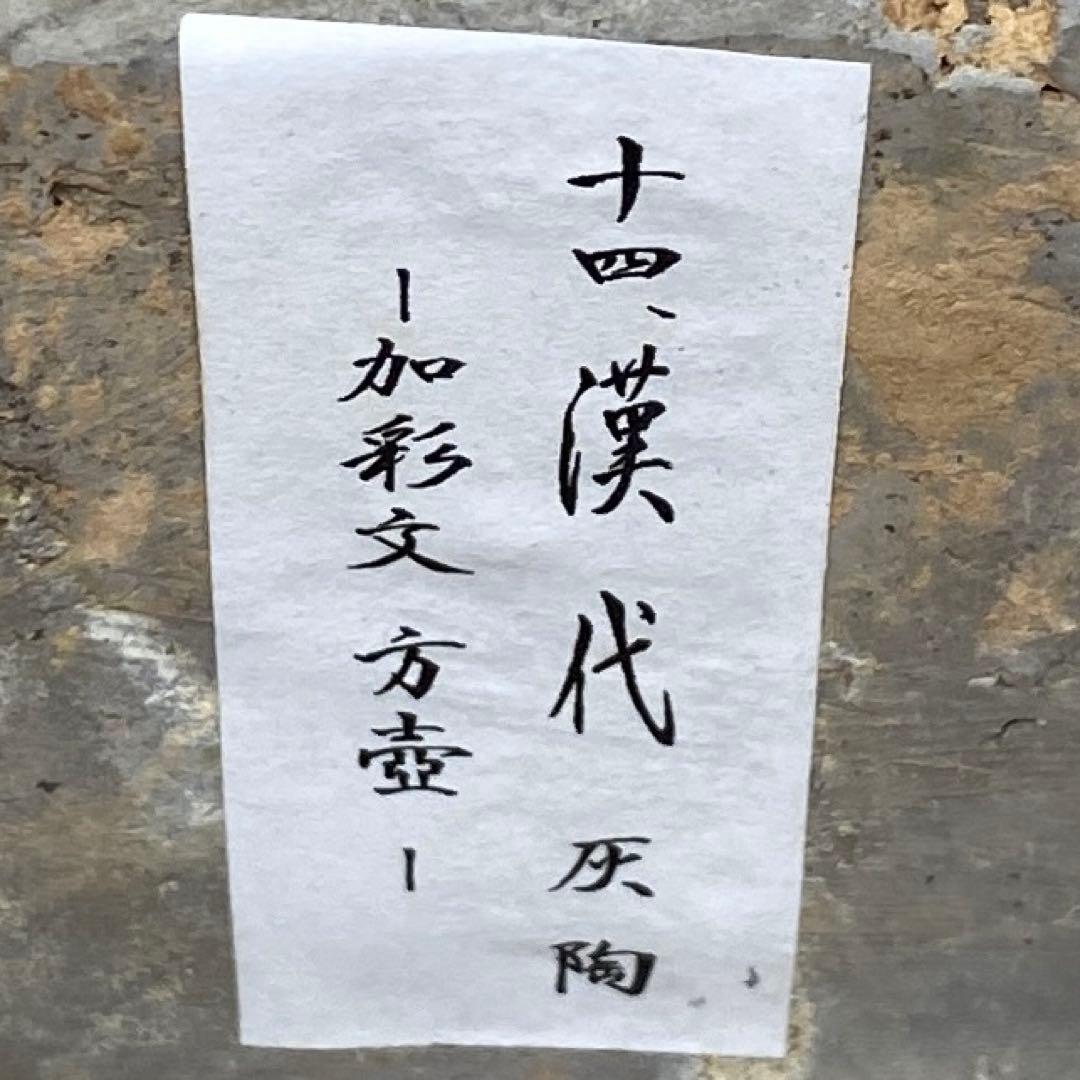 十四、漢代 灰陶
ー加彩文 方壺ー